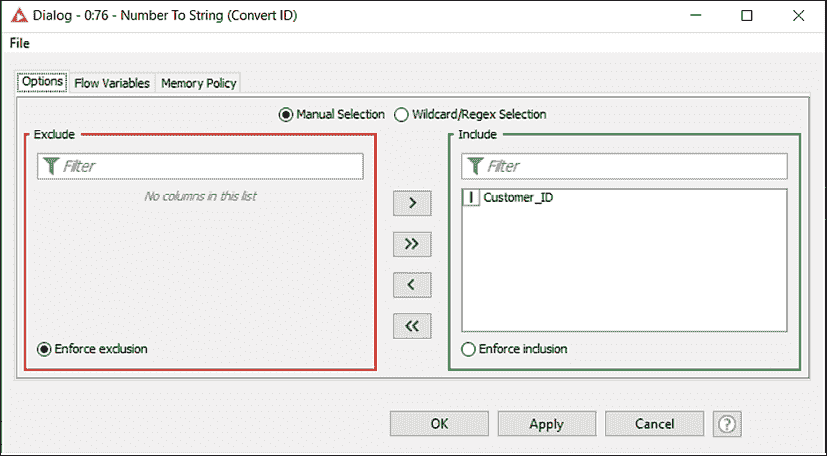 Dialog - 0:76 - Number To String (Convert ID)
File
Options Flow Variables Memory Policy
Manual Selection Wildcard/Regex Selection
Exclude Include
Filter Filter
No columns in this list
I Customer_ID
>
>>
<
<<
Enforce exclusion Enforce inclusion
OK Apply Cancel ?